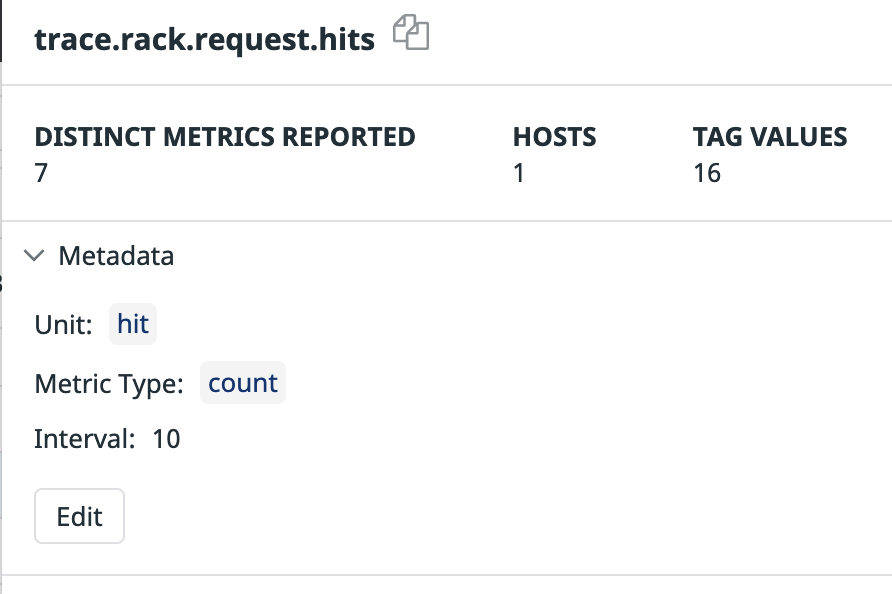 trace.rack.request.hits
DISTINCT METRICS REPORTED HOSTS TAG VALUES
7 1 16
Metadata
Unit: hit
Metric Type: count
Interval: 10
Edit